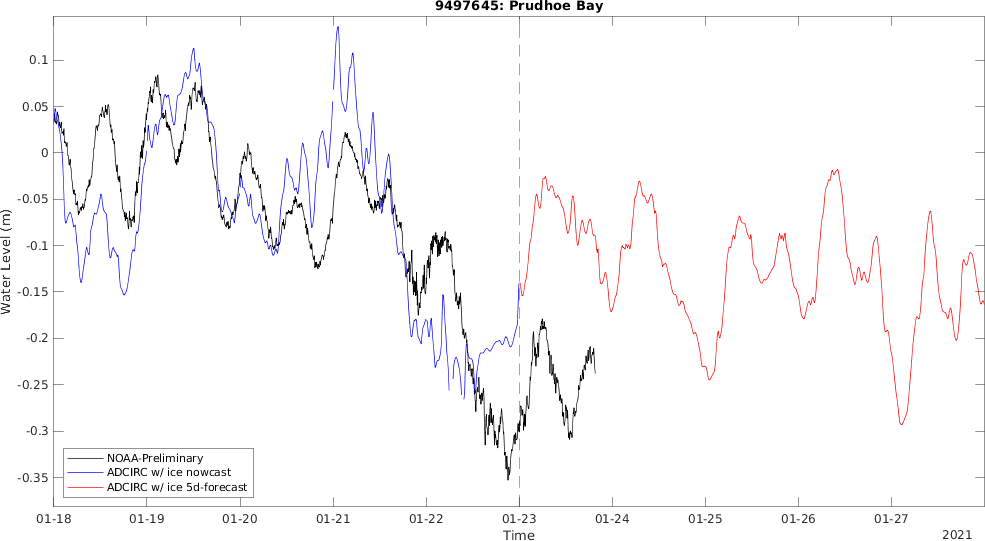 9497645: Prudhoe Bay
0.1
0.05
0
-0.05
-0.1
-0.15
-0.2
-0.25
-0.3
-0.35
Water Level (m)
NOAA-Preliminary
ADCIRC w/ ice nowcast
ADCIRC w/ ice 5d-forecast
01-18 01-19 01-20 01-21 01-22 01-23 01-24 01-25 01-26 01-27
Time
2021